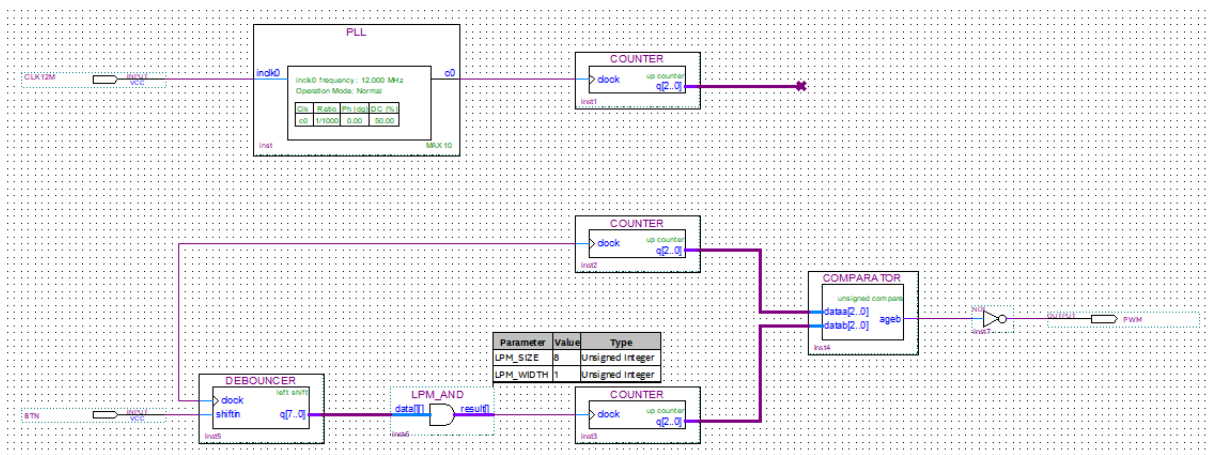 PLL
CLK12M
INPUT
VCC
inclk0
c0
inclk0 frequency : 12.000 MHz
Operation Mode: Normal
Clk Ratio Ph (dg) DC (%)
c0 1/1000 0.00 50.00
inst
MAX 10
COUNTER
up counter
clock
q[2..0]
inst1
COUNTER
up counter
clock
q[2..0]
inst2
COMPARATOR
unsigned compare
dataa[2..0]
datab[2..0]
ageb
inst4
NOT
inst7
OUTPUT
PWM
Parameter Value Type
LPM_SIZE 8 Unsigned Integer
LPM_WIDTH 1 Unsigned Integer
DEBOUNCER
left shift
clock
shiftin
q[7..0]
inst5
BTN
INPUT
VCC
LPM_AND
data[][]
result[]
inst6
COUNTER
up counter
clock
q[2..0]
inst3